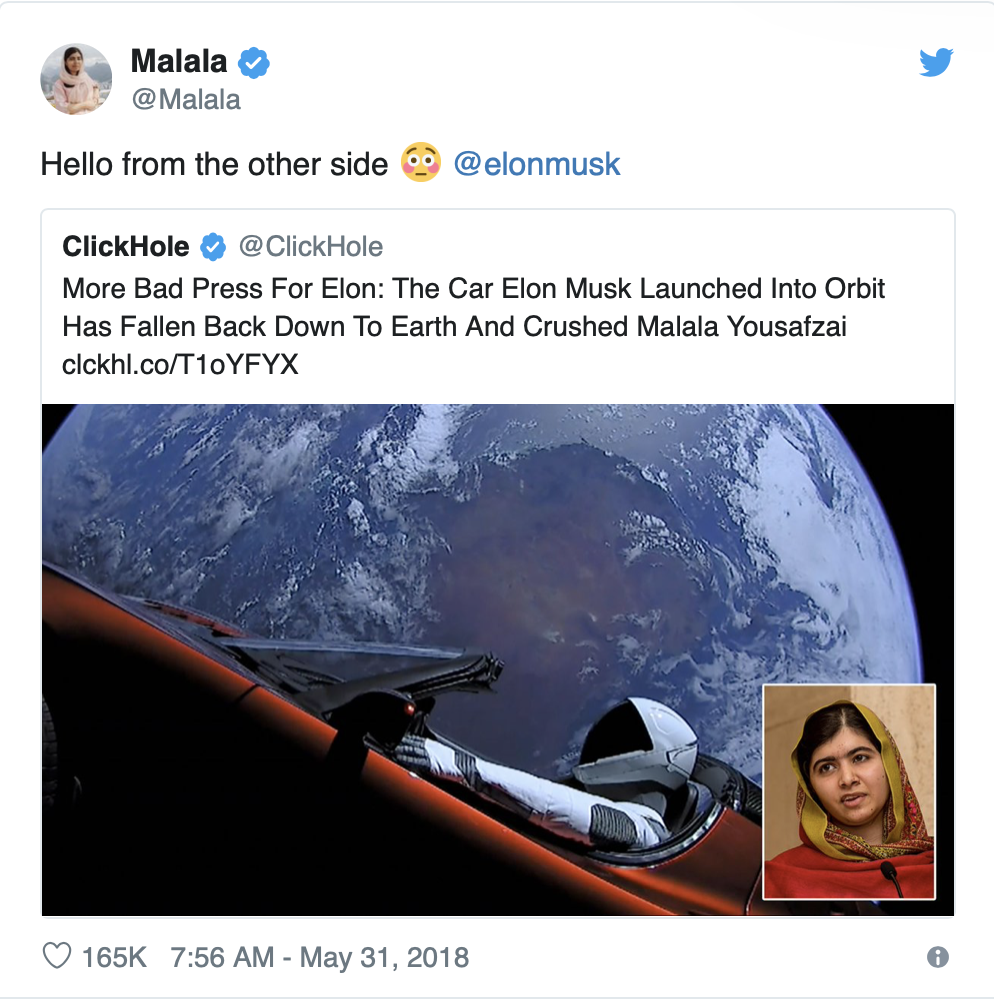 Malala
@Malala
Hello from the other side 😳 @elonmusk
ClickHole @ClickHole
More Bad Press For Elon: The Car Elon Musk Launched Into Orbit
Has Fallen Back Down To Earth And Crushed Malala Yousafzai
clckhl.co/T1oYFYX
165K 7:56 AM - May 31, 2018